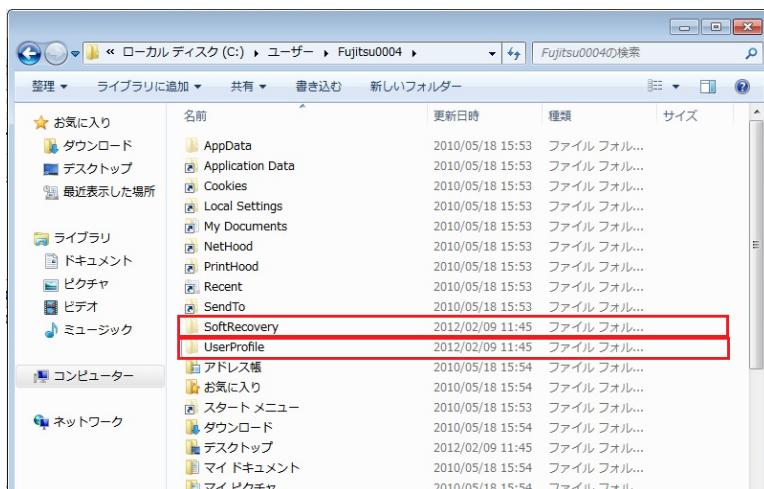 « ローカル ディスク (C:) ▸ ユーザー ▸ Fujitsu0004 ▸
Fujitsu0004の検索
整理 ▼ ライブラリに追加 ▼ 共有 ▼ 書き込む 新しいフォルダー
お気に入り
ダウンロード
デスクトップ
最近表示した場所
ライブラリ
ドキュメント
ピクチャ
ビデオ
ミュージック
コンピューター
ネットワーク
名前 更新日時 種類 サイズ
AppData 2010/05/18 15:53 ファイル フォル...
Application Data 2010/05/18 15:53 ファイル フォル...
Cookies 2010/05/18 15:53 ファイル フォル...
Local Settings 2010/05/18 15:53 ファイル フォル...
My Documents 2010/05/18 15:53 ファイル フォル...
NetHood 2010/05/18 15:53 ファイル フォル...
PrintHood 2010/05/18 15:53 ファイル フォル...
Recent 2010/05/18 15:53 ファイル フォル...
SendTo 2010/05/18 15:53 ファイル フォル...
SoftRecovery 2012/02/09 11:45 ファイル フォル...
UserProfile 2012/02/09 11:45 ファイル フォル...
アドレス帳 2010/05/18 15:54 ファイル フォル...
お気に入り 2010/05/18 15:54 ファイル フォル...
スタート メニュー 2010/05/18 15:53 ファイル フォル...
ダウンロード 2010/05/18 15:54 ファイル フォル...
デスクトップ 2012/02/09 11:45 ファイル フォル...
マイ ドキュメント 2010/05/18 15:54 ファイル フォル...
マイ ピクチャ 2010/05/18 15:54 ファイル フォル...